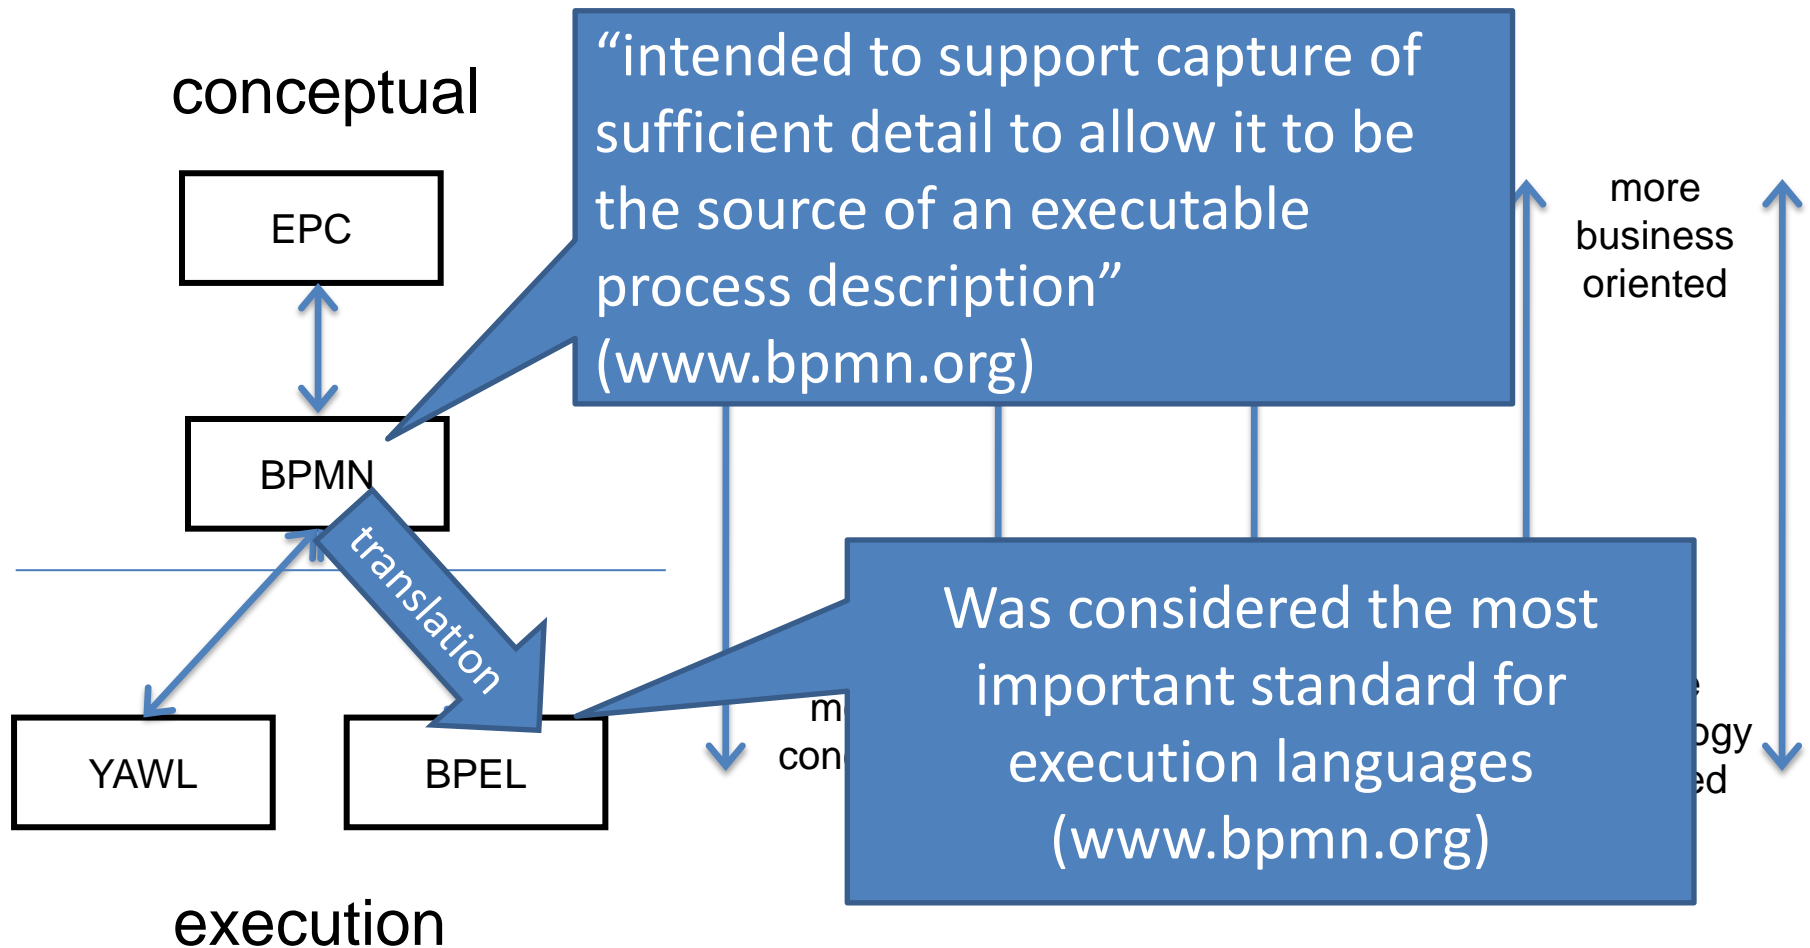 conceptual
“intended to support capture of
sufficient detail to allow it to be
the source of an executable
process description”
(www.bpmn.org)
EPC
more
business
oriented
BPMN
translation
Was considered the most
important standard for
execution languages
(www.bpmn.org)
YAWL
BPEL
execution